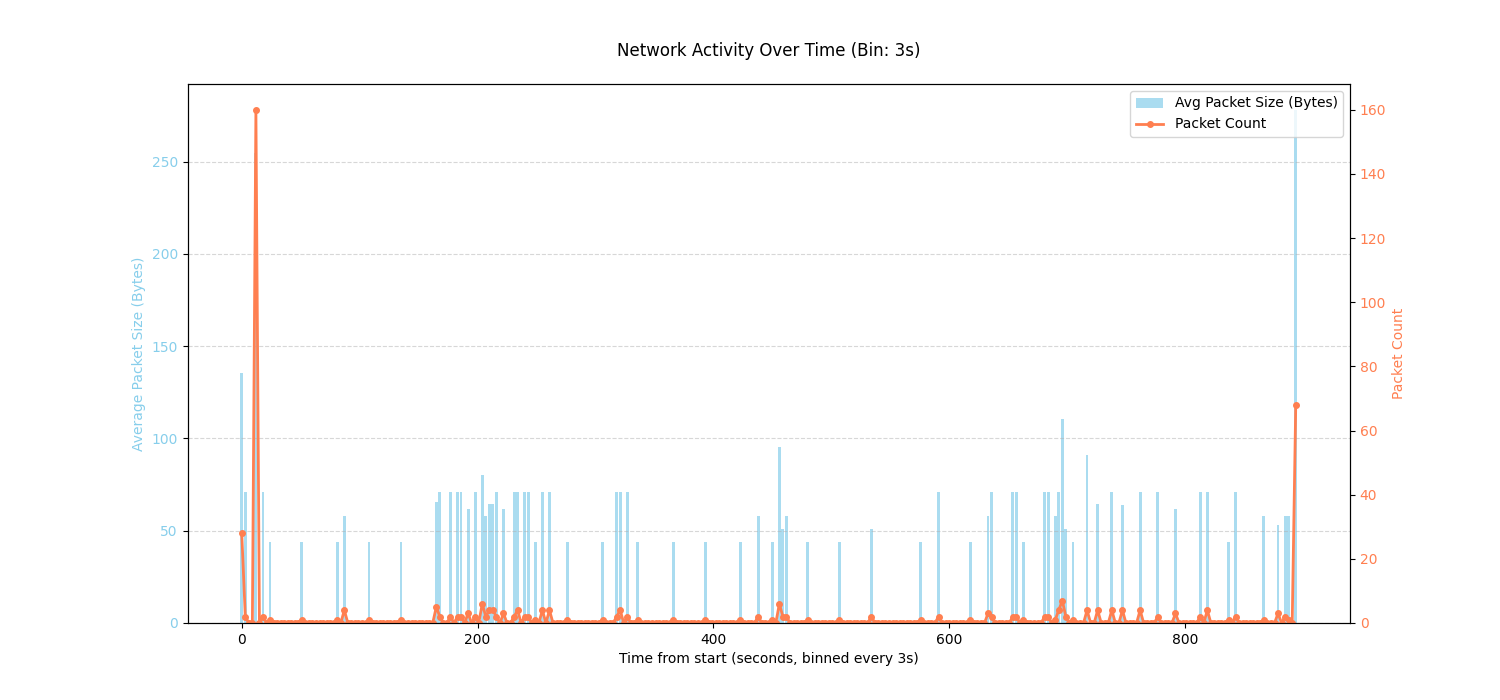 Network Activity Over Time (Bin: 3s)
Avg Packet Size (Bytes)
Packet Count
Average Packet Size (Bytes)
250
200
150
100
50
0
160
140
120
100
80
60
40
20
0
Packet Count
0 200 400 600 800
Time from start (seconds, binned every 3s)